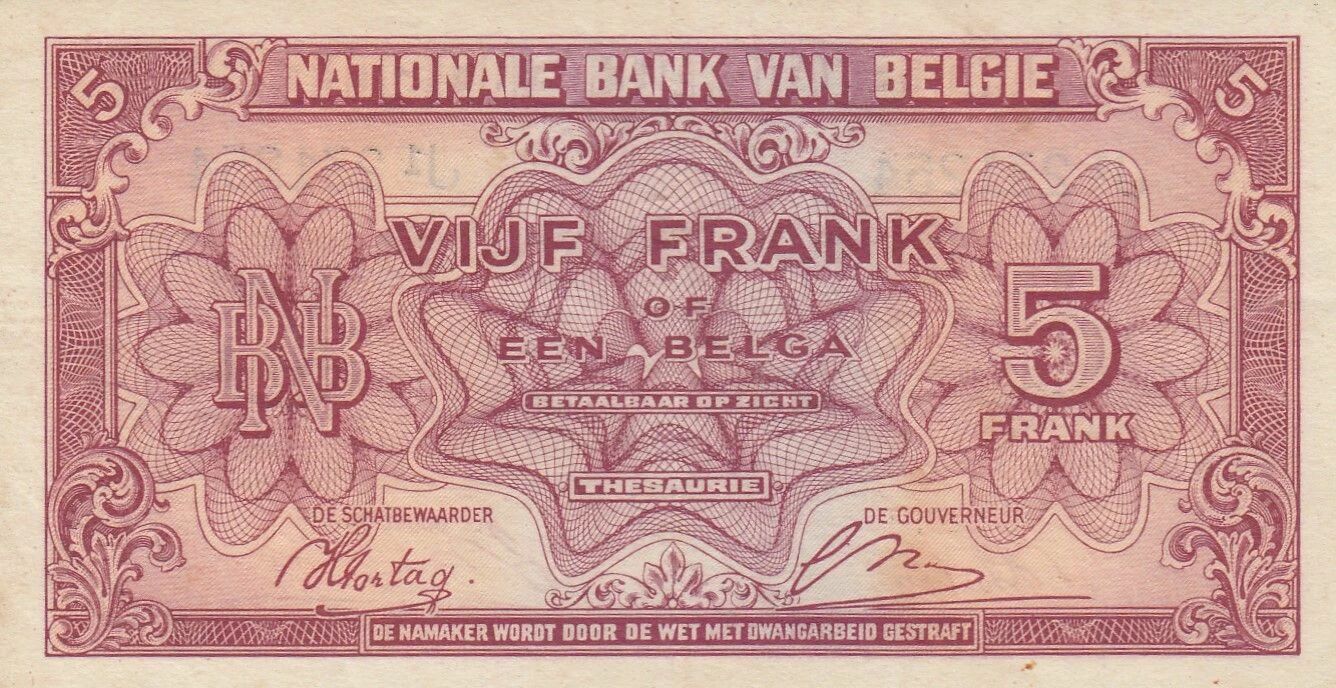 5 NATIONALE BANK VAN BELGIE 5
VIJF FRANK
OF
EEN BELGA
BETAALBAAR OP ZICHT
BNB
5
FRANK
THESAURIE
DE SCHATBEWAARDER
DE GOUVERNEUR
DE NAMAKER WORDT DOOR DE WET MET DWANGARBEID GESTRAFT